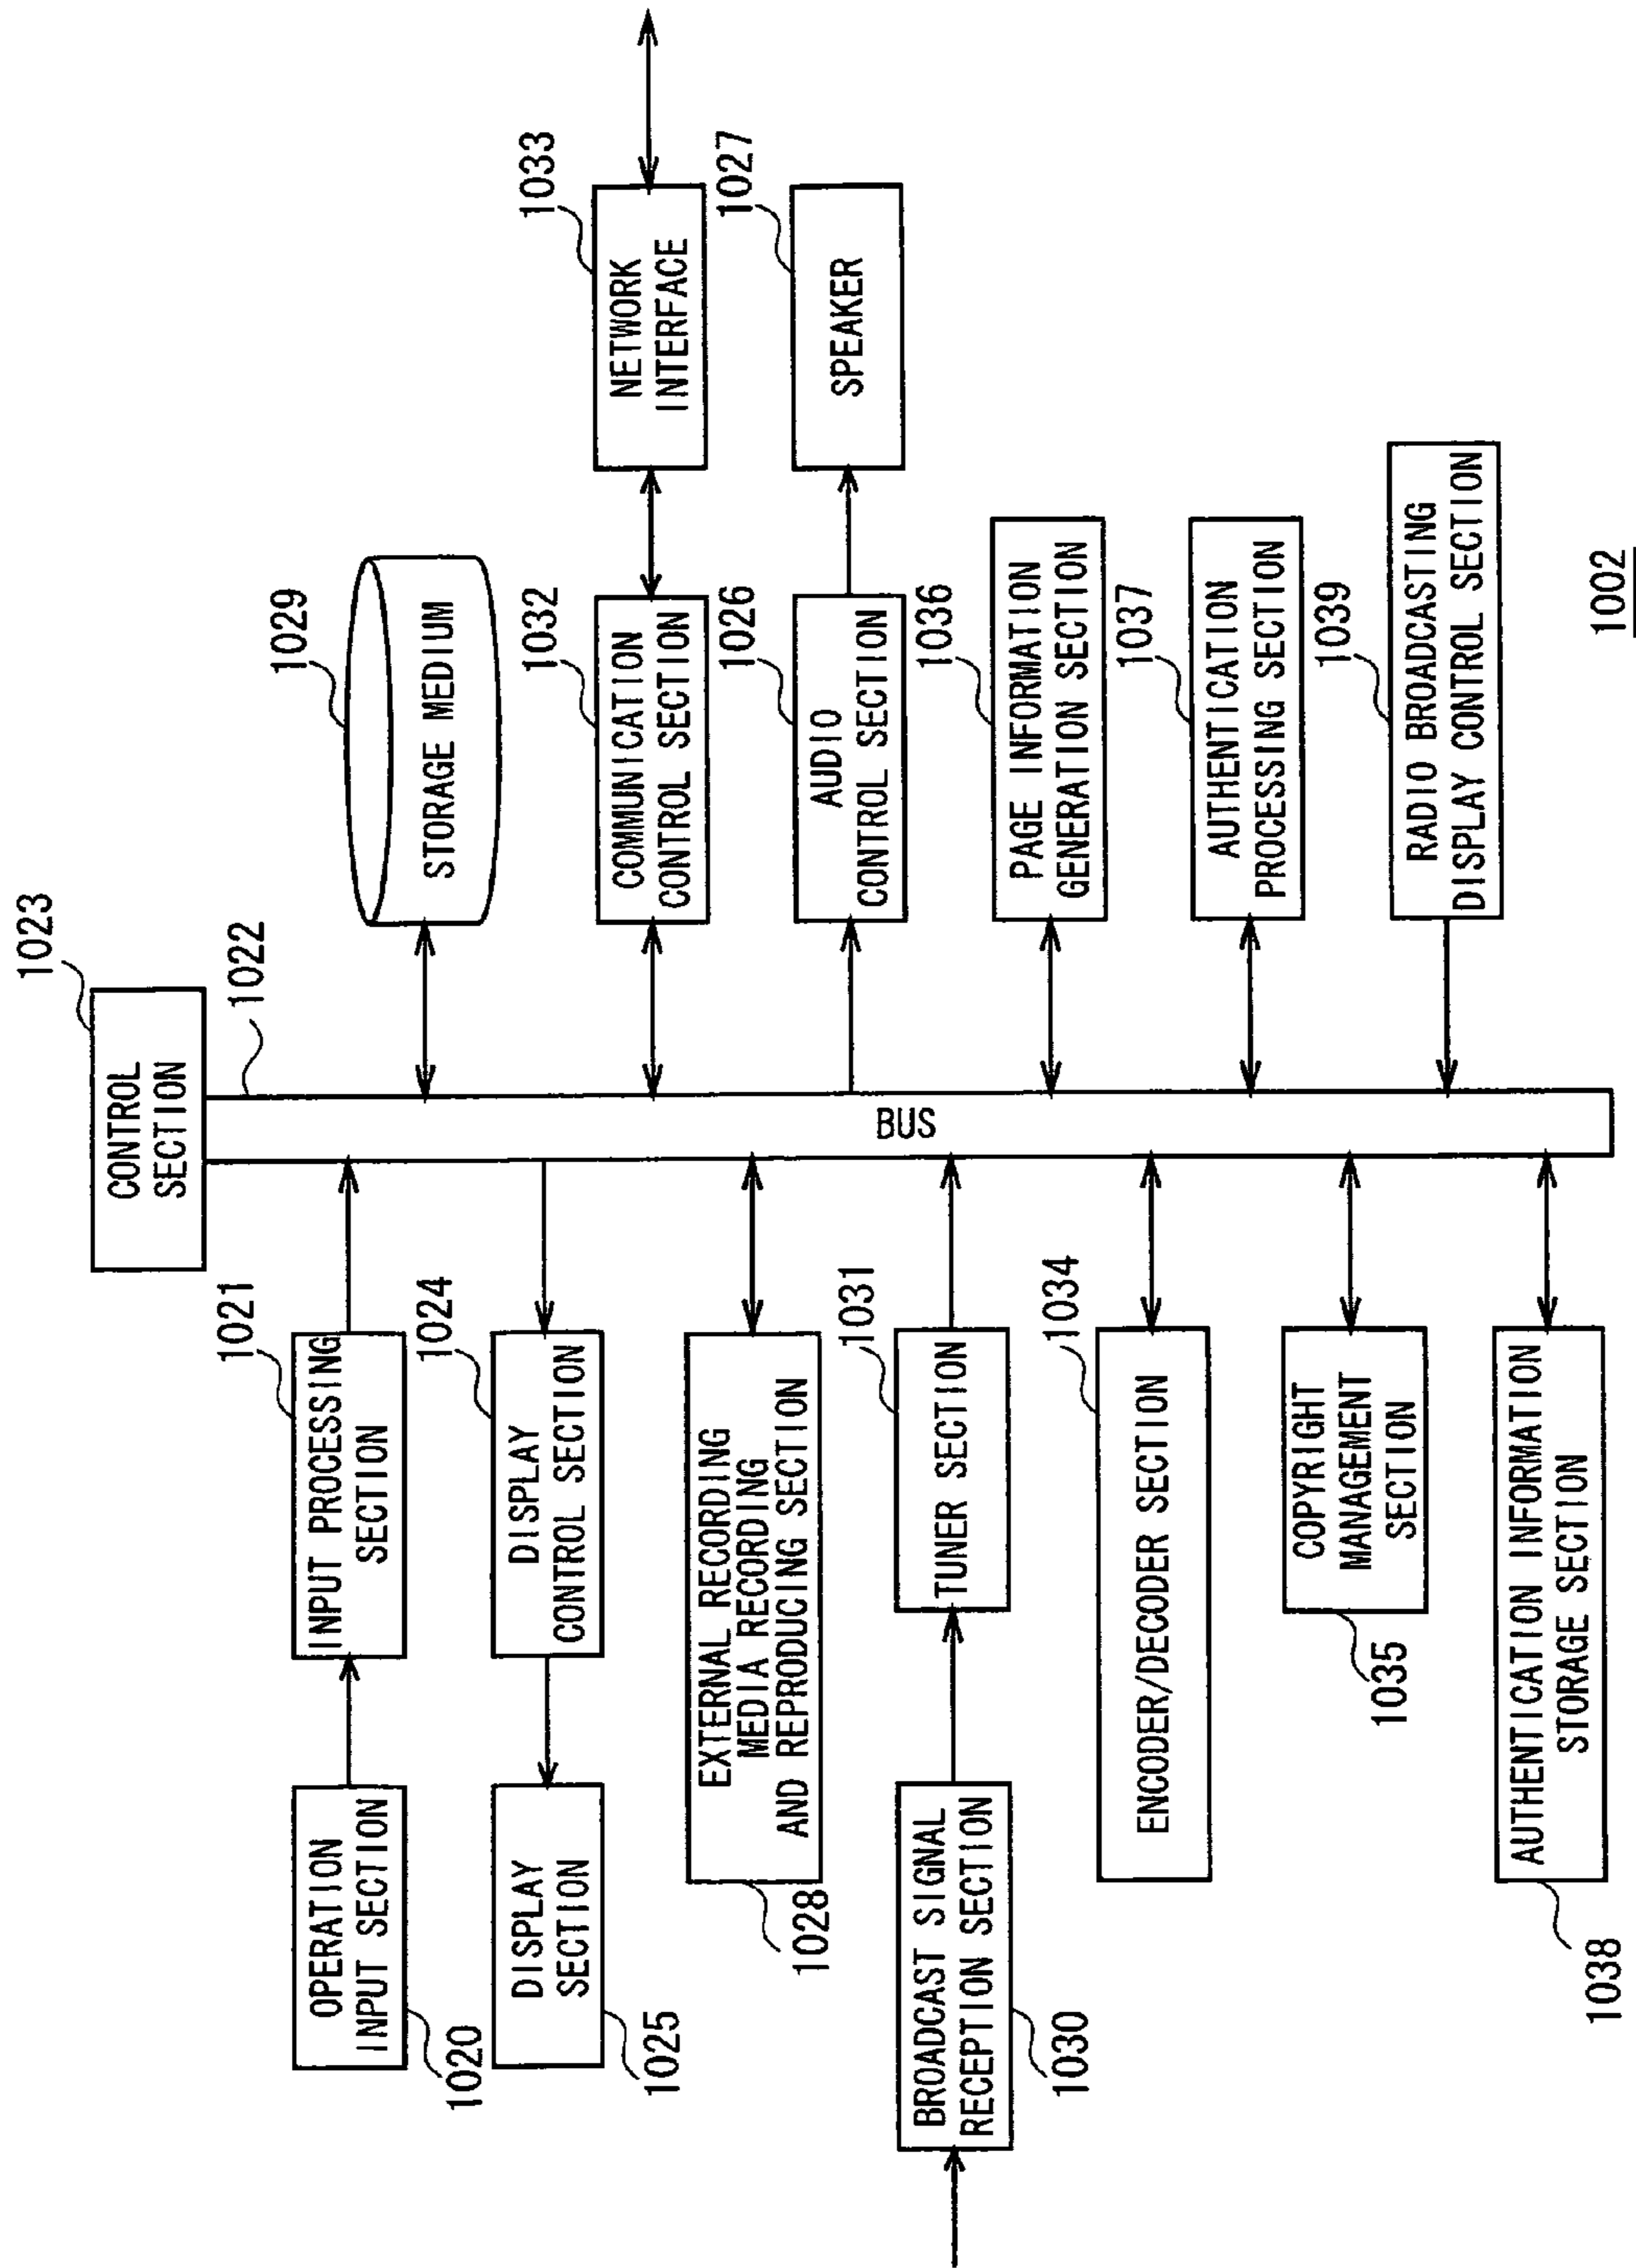 1023
CONTROL
SECTION
1022
BUS
1021
INPUT PROCESSING
SECTION
OPERATION
INPUT SECTION
1020
1024
DISPLAY
CONTROL SECTION
DISPLAY
SECTION
1025
EXTERNAL RECORDING
MEDIA RECORDING
AND REPRODUCING SECTION
1028
1031
TUNER SECTION
BROADCAST SIGNAL
RECEPTION SECTION
1030
1034
ENCODER/DECODER SECTION
COPYRIGHT
MANAGEMENT
SECTION
1035
AUTHENTICATION INFORMATION
STORAGE SECTION
1038
1029
STORAGE MEDIUM
1032
COMMUNICATION
CONTROL SECTION
1033
NETWORK
INTERFACE
1026
AUDIO
CONTROL SECTION
1027
SPEAKER
1036
PAGE INFORMATION
GENERATION SECTION
1037
AUTHENTICATION
PROCESSING SECTION
1039
RADIO BROADCASTING
DISPLAY CONTROL SECTION
1002